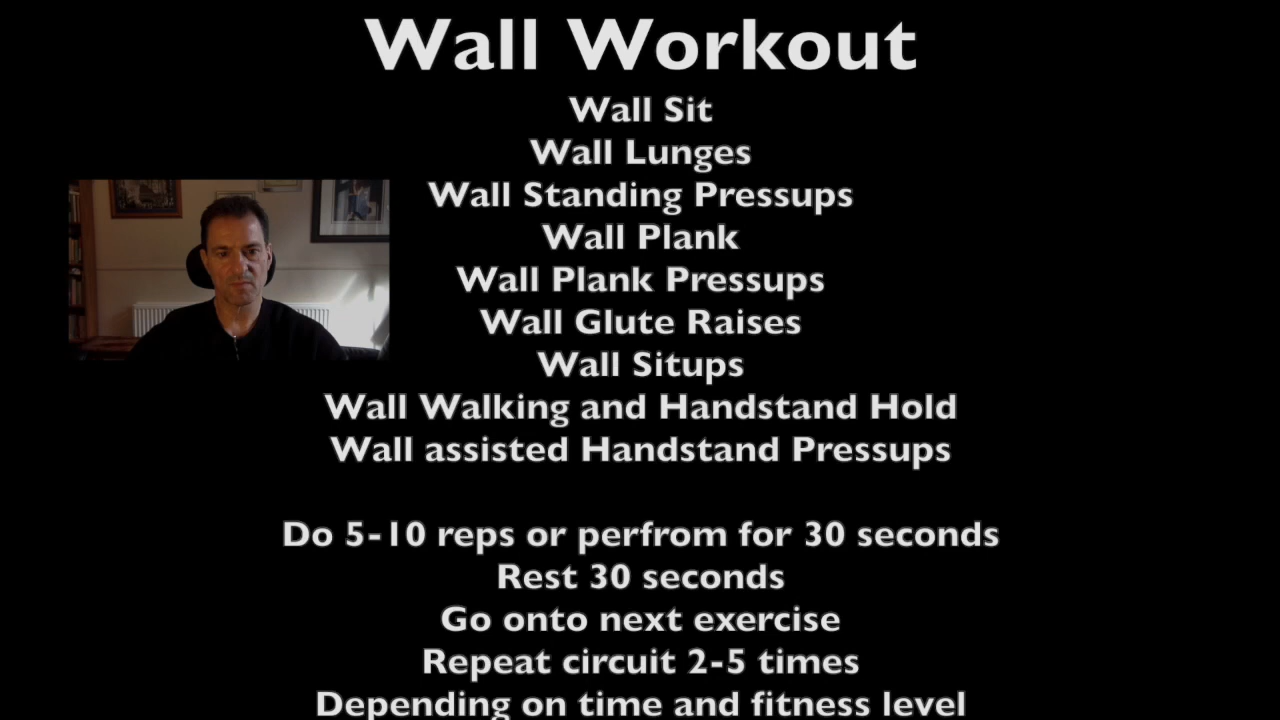 Wall Workout
Wall Sit
Wall Lunges
Wall Standing Pressups
Wall Plank
Wall Plank Pressups
Wall Glute Raises
Wall Situps
Wall Walking and Handstand Hold
Wall assisted Handstand Pressups
Do 5-10 reps or perfrom for 30 seconds
Rest 30 seconds
Go onto next exercise
Repeat circuit 2-5 times
Depending on time and fitness level